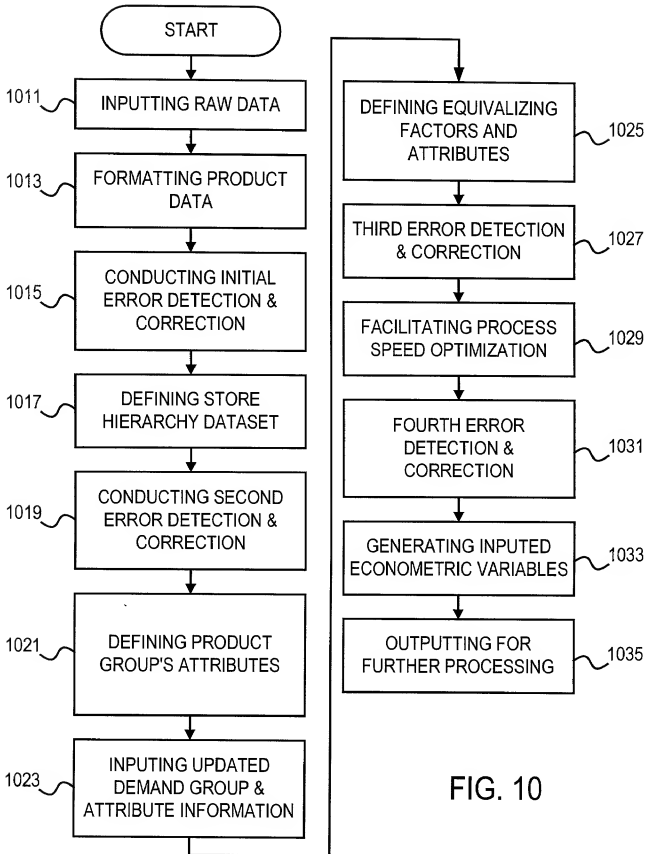 START
1011
INPUTTING RAW DATA
1013
FORMATTING PRODUCT
DATA
1015
CONDUCTING INITIAL
ERROR DETECTION &
CORRECTION
1017
DEFINING STORE
HIERARCHY DATASET
1019
CONDUCTING SECOND
ERROR DETECTION &
CORRECTION
1021
DEFINING PRODUCT
GROUP'S ATTRIBUTES
1023
INPUTING UPDATED
DEMAND GROUP &
ATTRIBUTE INFORMATION
DEFINING EQUIVALIZING
FACTORS AND
ATTRIBUTES
1025
THIRD ERROR DETECTION
& CORRECTION
1027
FACILITATING PROCESS
SPEED OPTIMIZATION
1029
FOURTH ERROR
DETECTION &
CORRECTION
1031
GENERATING INPUTED
ECONOMETRIC VARIABLES
1033
OUTPUTTING FOR
FURTHER PROCESSING
1035
FIG. 10